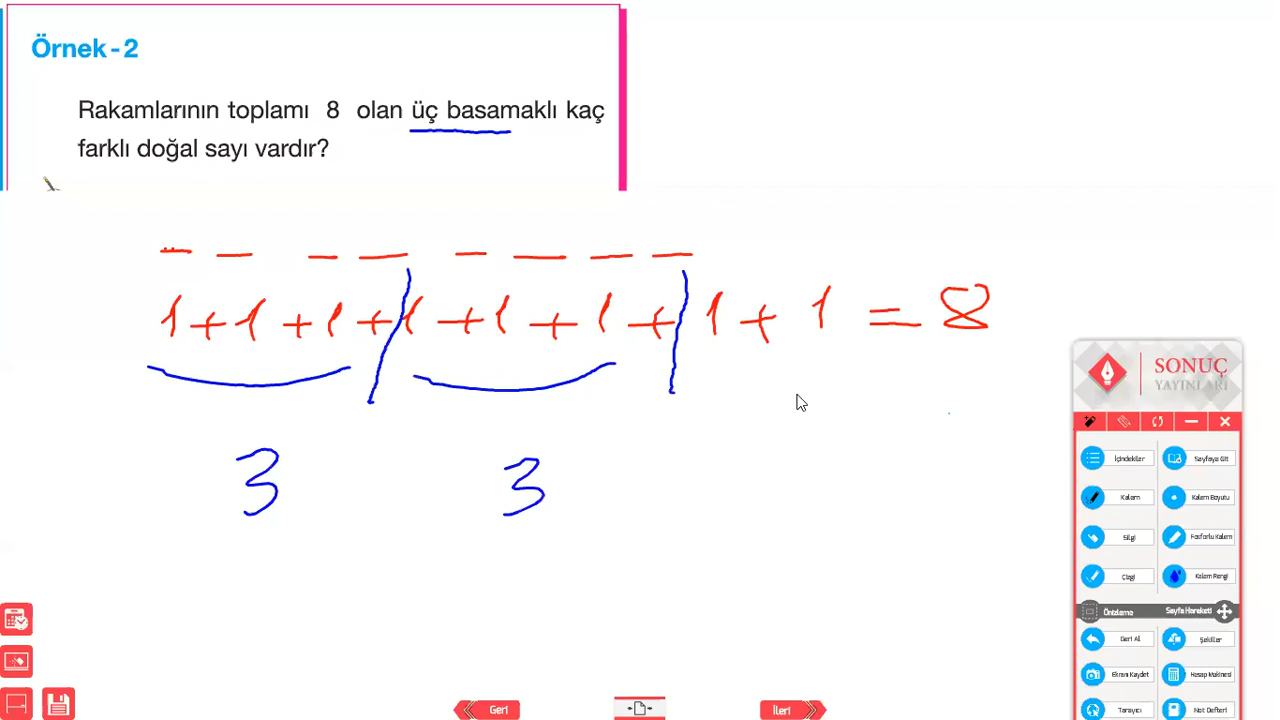 Örnek - 2
Rakamlarının toplamı 8 olan üç basamaklı kaç
farklı doğal sayı vardır?
1+1+1+1+1+1+1+1 = 8
3 3
SONUÇ
YAYINLARI
İçindekiler Sayfaya Git
Kalem Kalem Boyutu
Silgi Fosforlu Kalem
Çizgi Kalem Rengi
Önizleme Sayfa Hareketi
Geri Al Şekiller
Ekran Kaydet Hesap Makinesi
Tarayıcı Not Defteri
Geri İleri